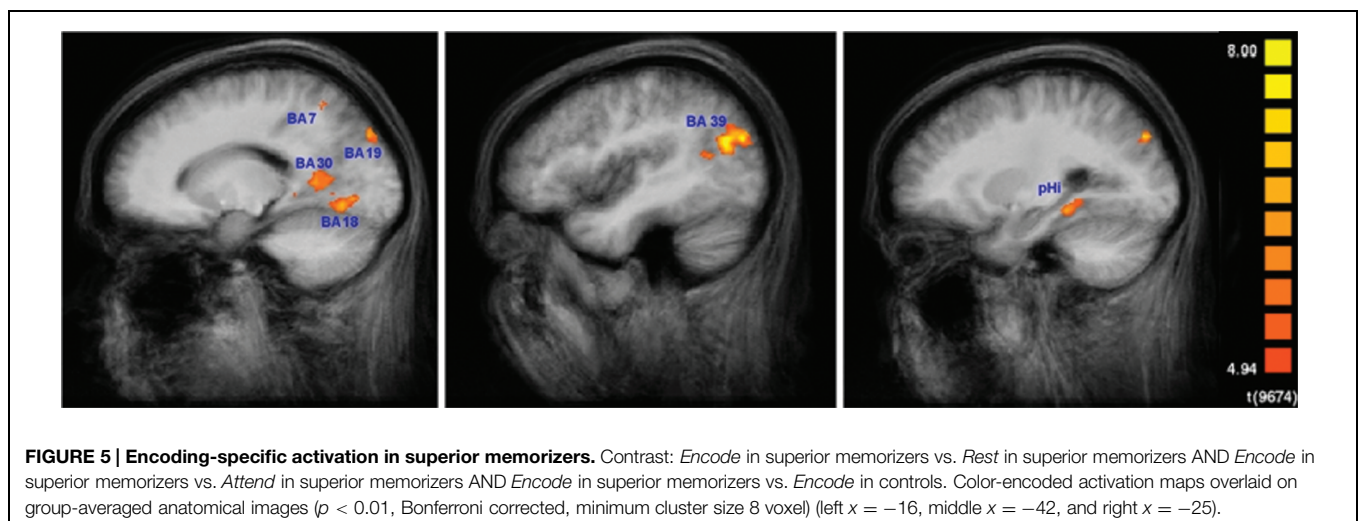 8.00
BA7
BA 39
BA19
BA30
pHi
BA18
4.94
t(9674)
FIGURE 5 | Encoding-specific activation in superior memorizers. Contrast: Encode in superior memorizers vs. Rest in superior memorizers AND Encode in
superior memorizers vs. Attend in superior memorizers AND Encode in superior memorizers vs. Encode in controls. Color-encoded activation maps overlaid on
group-averaged anatomical images (p < 0.01, Bonferroni corrected, minimum cluster size 8 voxel) (left x = −16, middle x = −42, and right x = −25).